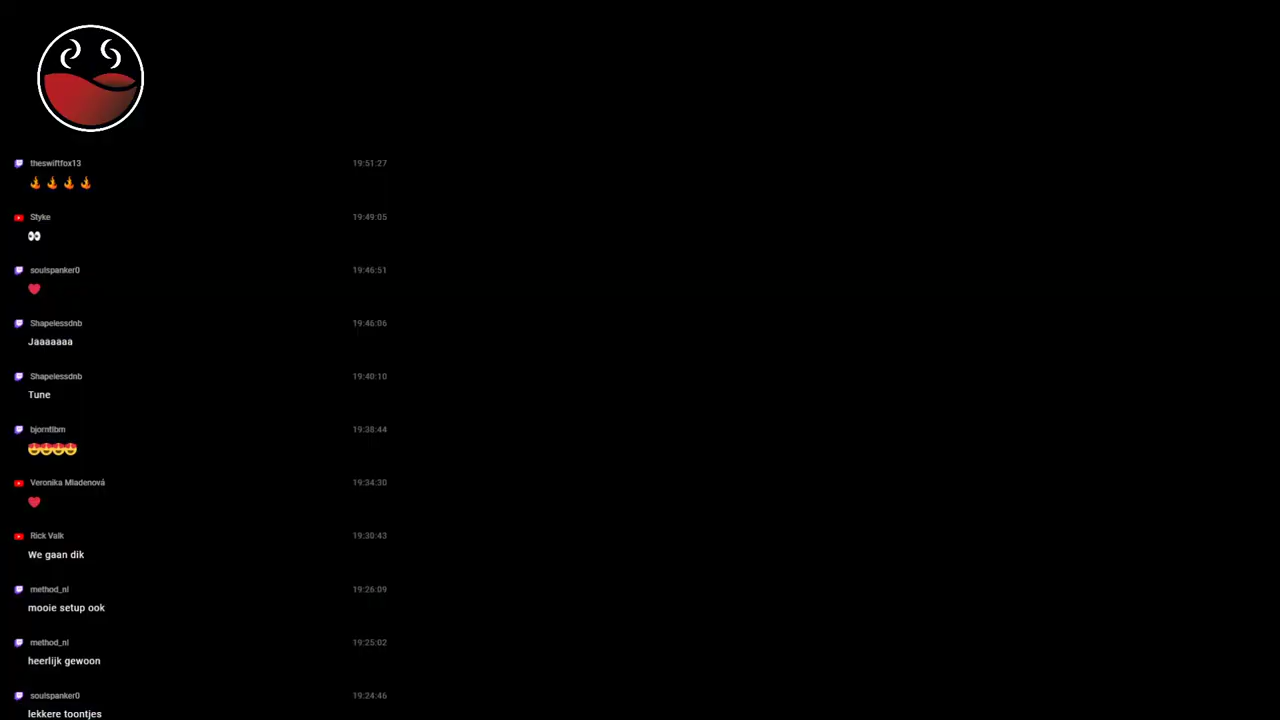 theswiftfox13 19:51:27
🔥 🔥 🔥 🔥
Styke 19:49:05
👀
soulspanker0 19:46:51
❤
Shapelessdnb 19:46:06
Jaaaaaaa
Shapelessdnb 19:40:10
Tune
bjornflbm 19:38:44
😍😍😍😍
Veronika Mladenová 19:34:30
❤
Rick Valk 19:30:43
We gaan dik
method_nl 19:26:09
mooie setup ook
method_nl 19:25:02
heerlijk gewoon
soulspanker0 19:24:46
lekkere toontjes